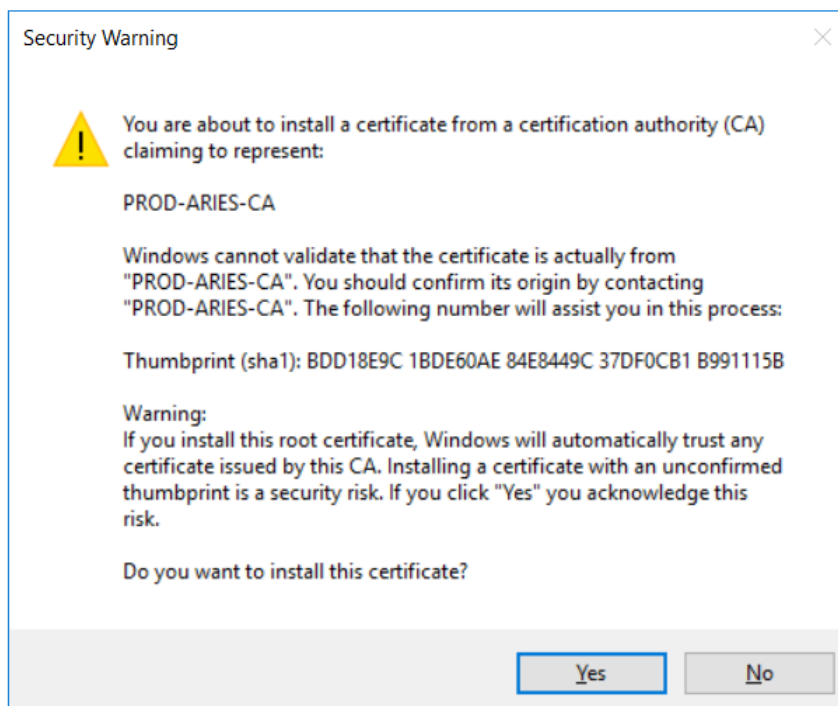 Security Warning
You are about to install a certificate from a certification authority (CA)
claiming to represent:
PROD-ARIES-CA
Windows cannot validate that the certificate is actually from
"PROD-ARIES-CA". You should confirm its origin by contacting
"PROD-ARIES-CA". The following number will assist you in this process:
Thumbprint (sha1): BDD18E9C 1BDE60AE 84E8449C 37DF0CB1 B991115B
Warning:
If you install this root certificate, Windows will automatically trust any
certificate issued by this CA. Installing a certificate with an unconfirmed
thumbprint is a security risk. If you click "Yes" you acknowledge this
risk.
Do you want to install this certificate?
Yes No